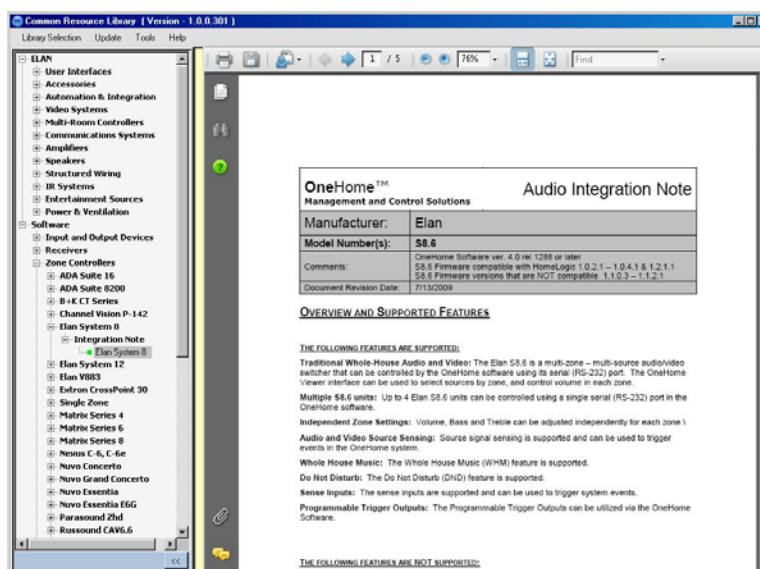 Common Resource Library ( Version - 1.0.0.301 )
Library Selection Update Tools Help
ELAN
User Interfaces
Accessories
Automation & Integration
Video Systems
Multi-Room Controllers
Communications Systems
Amplifiers
Speakers
Structured Wiring
IR Systems
Entertainment Sources
Power & Ventilation
Software
Input and Output Devices
Receivers
Zone Controllers
ADA Suite 16
ADA Suite 8200
B+K CT Series
Channel Vision P-142
Elan System 8
Integration Note
Elan System 8
Elan System 12
Elan V883
Extron CrossPoint 30
Single Zone
Matrix Series 4
Matrix Series 6
Matrix Series 8
Nexus C-6, C-6e
Nuvo Concerto
Nuvo Grand Concerto
Nuvo Essentia
Nuvo Essentia E6G
Parasound Zhd
Russound CAV6.6
<<
1 / 5 76% Find
OneHome™
Management and Control Solutions
Audio Integration Note
Manufacturer: Elan
Model Number(s): S8.6
Comments:
OneHome Software ver. 4.0 rel 1288 or later
S8.6 Firmware compatible with HomeLogic 1.0.2.1 – 1.0.4.1 & 1.2.1.1
S8.6 Firmware versions that are NOT compatible 1.1.0.3 – 1.1.2.1
Document Revision Date: 7/13/2009
OVERVIEW AND SUPPORTED FEATURES
THE FOLLOWING FEATURES ARE SUPPORTED:
Traditional Whole-House Audio and Video: The Elan S8.6 is a multi-zone – multi-source audio/video
switcher that can be controlled by the OneHome software using its serial (RS-232) port. The OneHome
Viewer interface can be used to select sources by zone, and control volume in each zone.
Multiple S8.6 units: Up to 4 Elan S8.6 units can be controlled using a single serial (RS-232) port in the
OneHome software.
Independent Zone Settings: Volume, Bass and Treble can be adjusted independently for each zone.\
Audio and Video Source Sensing: Source signal sensing is supported and can be used to trigger
events in the OneHome system.
Whole House Music: The Whole House Music (WHM) feature is supported.
Do Not Disturb: The Do Not Disturb (DND) feature is supported.
Sense Inputs: The sense inputs are supported and can be used to trigger system events.
Programmable Trigger Outputs: The Programmable Trigger Outputs can be utilized via the OneHome
Software.
THE FOLLOWING FEATURES ARE NOT SUPPORTED: